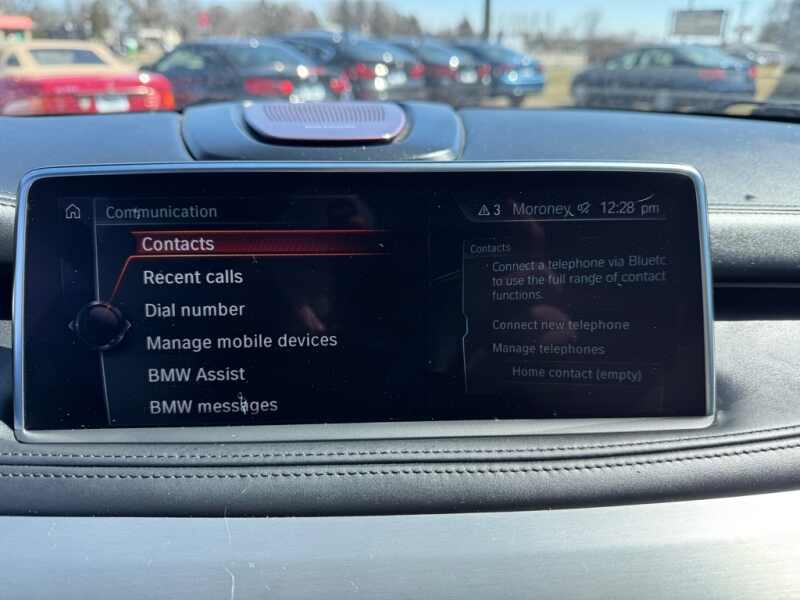 Communication
3 Moroney 12:28 pm
Contacts
Recent calls
Dial number
Manage mobile devices
BMW Assist
BMW messages
Contacts
Connect a telephone via Bluetc
to use the full range of contact
functions.
Connect new telephone
Manage telephones
Home contact (empty)